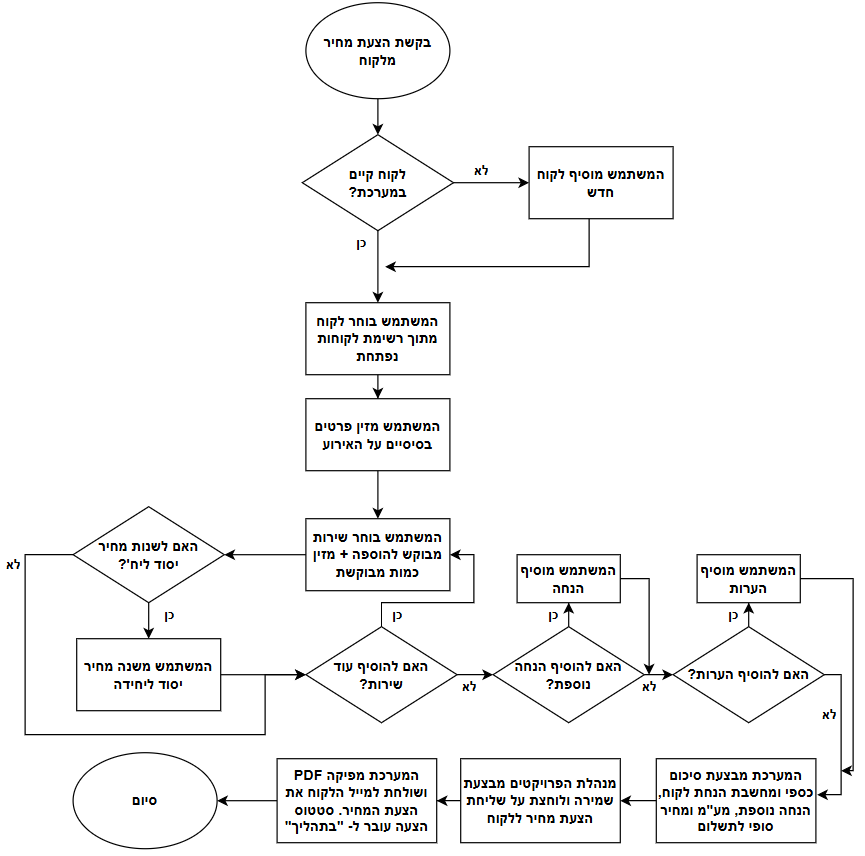 בקשת הצעת מחיר
מלקוח
לקוח קיים
במערכת?
לא
המשתמש מוסיף לקוח
חדש
כן
המשתמש בוחר לקוח
מתוך רשימת לקוחות
נפתחת
המשתמש מזין פרטים
בסיסיים על האירוע
המשתמש בוחר שירות
מבוקש להוספה + מזין
כמות מבוקשת
האם לשנות מחיר
יסוד ליח'?
לא
כן
המשתמש משנה מחיר
יסוד ליחידה
האם להוסיף עוד
שירות?
כן
לא
האם להוסיף הנחה
נוספת?
כן
המשתמש מוסיף
הנחה
לא
האם להוסיף הערות?
כן
המשתמש מוסיף
הערות
לא
המערכת מבצעת סיכום
כספי ומחשבת הנחת לקוח,
הנחה נוספת, מע"מ ומחיר
סופי לתשלום
מנהלת הפרויקטים מבצעת
שמירה ולוחצת על שליחת
הצעת מחיר ללקוח
המערכת מפיקה PDF
ושולחת למייל הלקוח את
הצעת המחיר. סטטוס
הצעה עובר ל- "בתהליך"
סיום